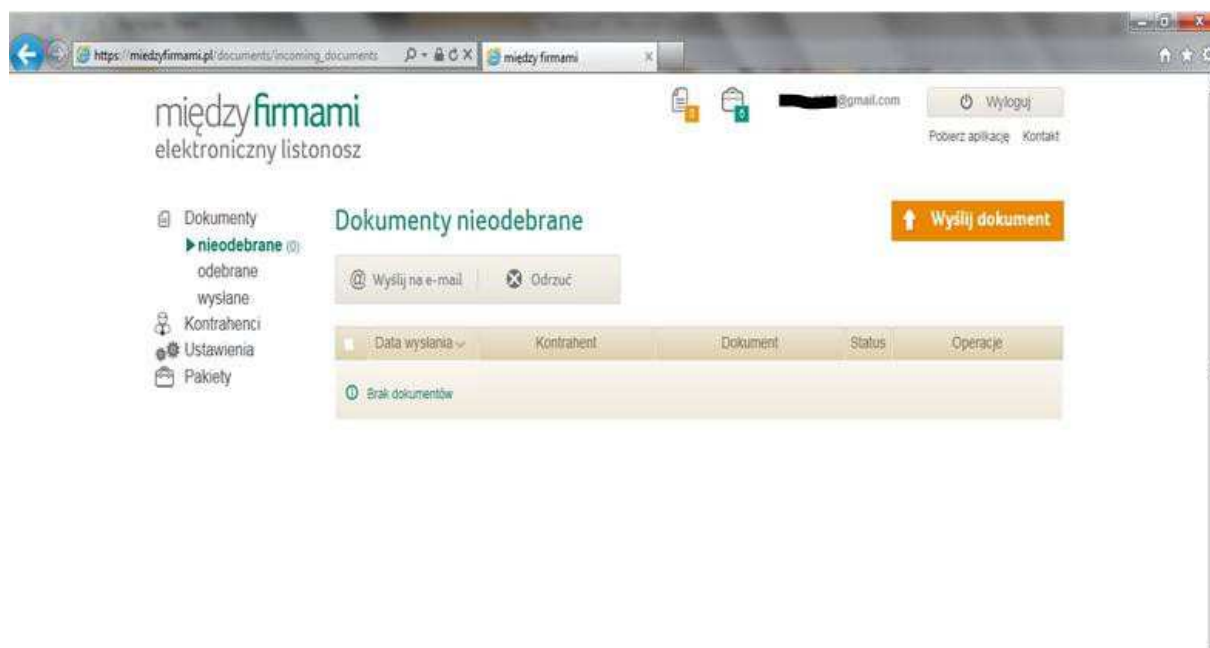 https://miedzyfirmami.pl/documents/incoming_documents
między firmami
między firmami
elektroniczny listonosz
@gmail.com
Wyloguj
Pobierz aplikację Kontakt
Dokumenty
nieodebrane (0)
odebrane
wysłane
Kontrahenci
Ustawienia
Pakiety
Dokumenty nieodebrane
Wyślij dokument
Wyślij na e-mail Odrzuć
Data wysłania Kontrahent Dokument Status Operacje
Brak dokumentów